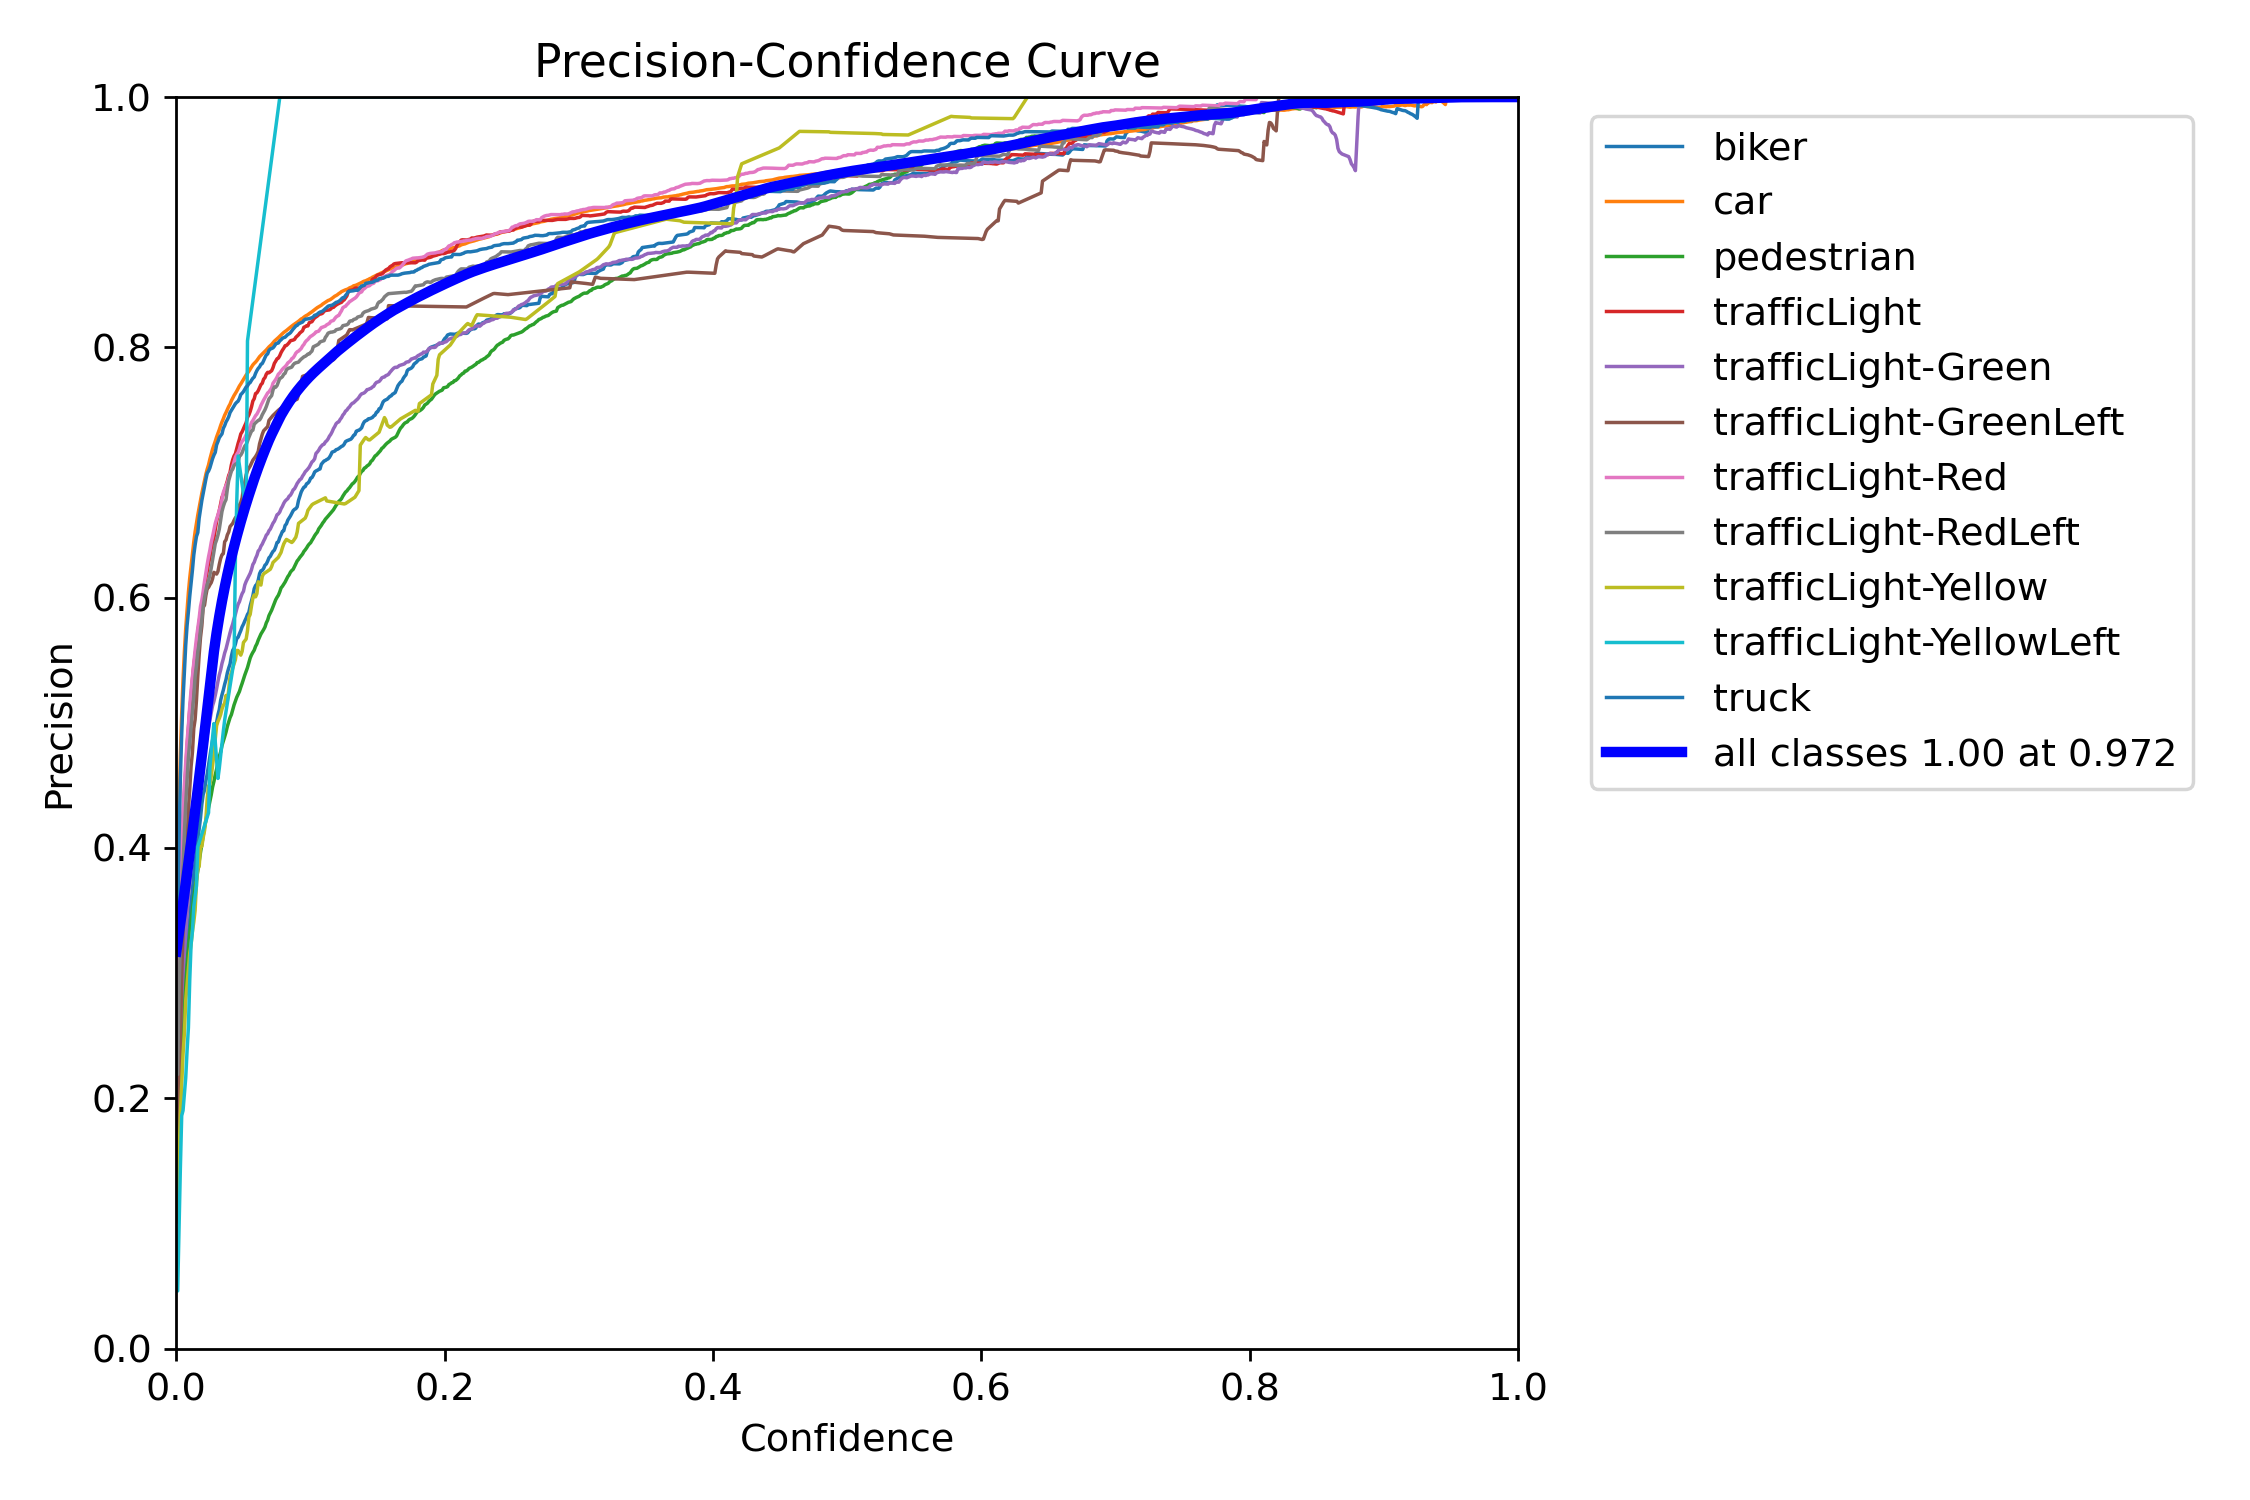 Precision-Confidence Curve
1.0
0.8
0.6
0.4
0.2
0.0
Precision
0.0 0.2 0.4 0.6 0.8 1.0
Confidence
biker
car
pedestrian
trafficLight
trafficLight-Green
trafficLight-GreenLeft
trafficLight-Red
trafficLight-RedLeft
trafficLight-Yellow
trafficLight-YellowLeft
truck
all classes 1.00 at 0.972